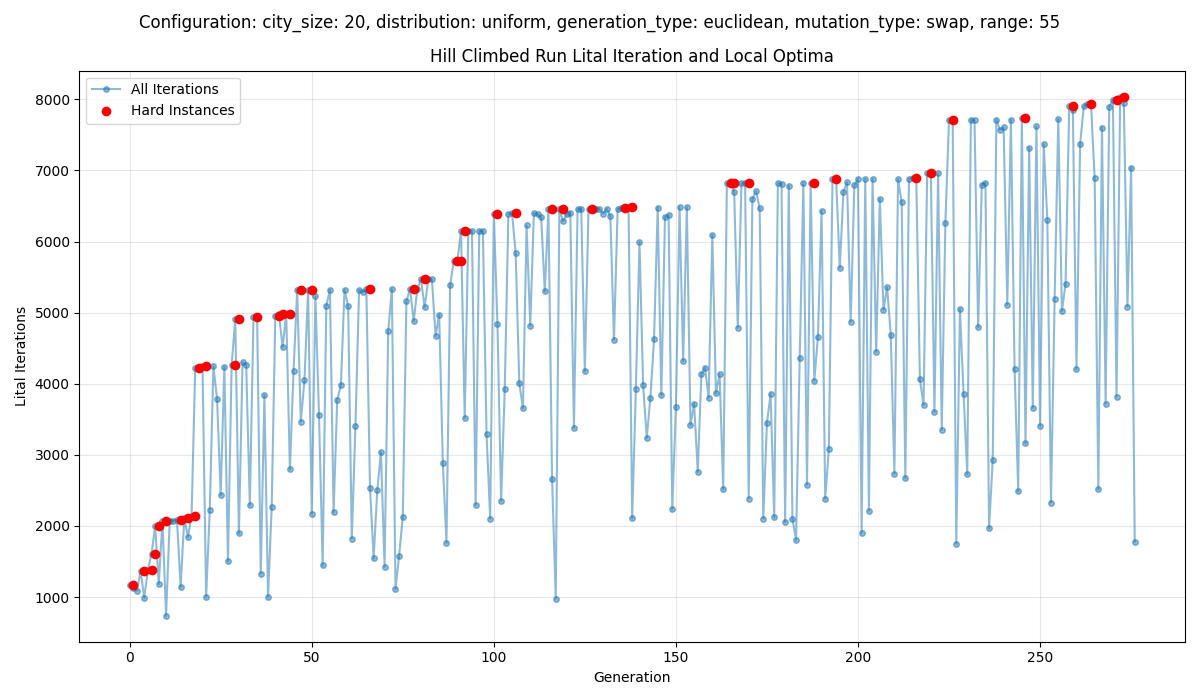 Configuration: city_size: 20, distribution: uniform, generation_type: euclidean, mutation_type: swap, range: 55
Hill Climbed Run Lital Iteration and Local Optima
All Iterations
Hard Instances
8000
7000
6000
5000
4000
3000
2000
1000
Lital Iterations
0 50 100 150 200 250
Generation